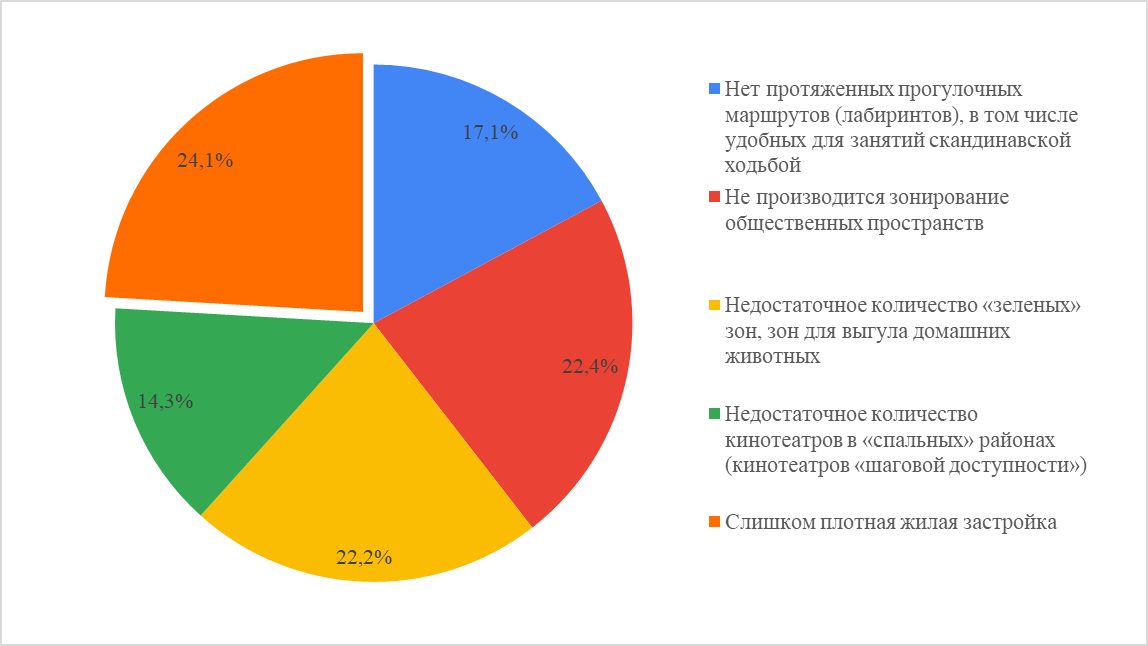 17,1%
22,4%
22,2%
14,3%
24,1%
Нет протяженных прогулочных
маршрутов (лабиринтов), в том числе
удобных для занятий скандинавской
ходьбой
Не производится зонирование
общественных пространств
Недостаточное количество «зеленых»
зон, зон для выгула домашних
животных
Недостаточное количество
кинотеатров в «спальных» районах
(кинотеатров «шаговой доступности»)
Слишком плотная жилая застройка